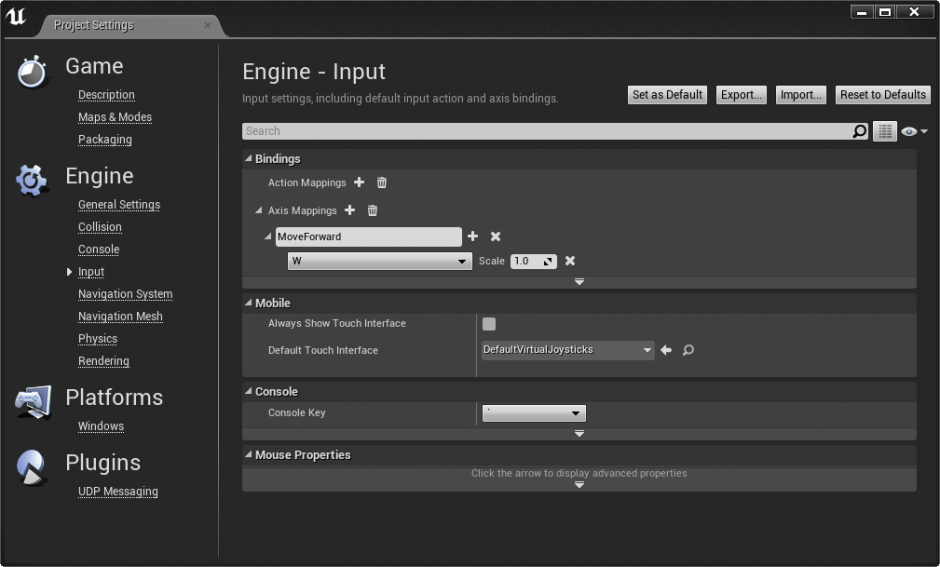 Project Settings
Game
Description
Maps & Modes
Packaging
Engine
General Settings
Collision
Console
Input
Navigation System
Navigation Mesh
Physics
Rendering
Platforms
Windows
Plugins
UDP Messaging
Engine - Input
Input settings, including default input action and axis bindings.
Set as Default Export... Import... Reset to Defaults
Search
Bindings
Action Mappings
Axis Mappings
MoveForward
W Scale 1.0
Mobile
Always Show Touch Interface
Default Touch Interface DefaultVirtualJoysticks
Console
Console Key `
Mouse Properties
Click the arrow to display advanced properties